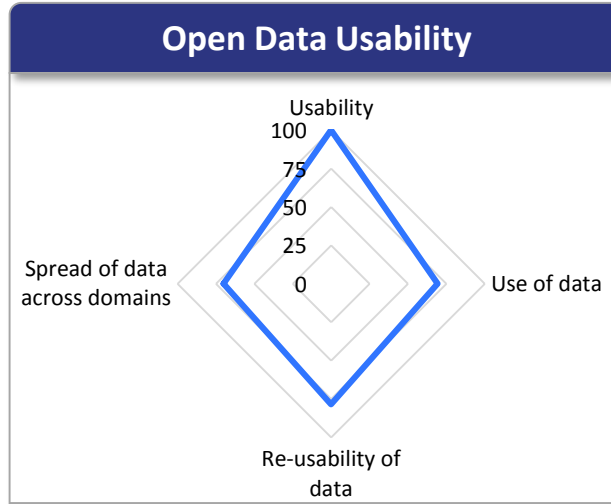 Open Data Usability
Usability
100
75
50
25
0
Spread of data
across domains
Use of data
Re-usability of
data